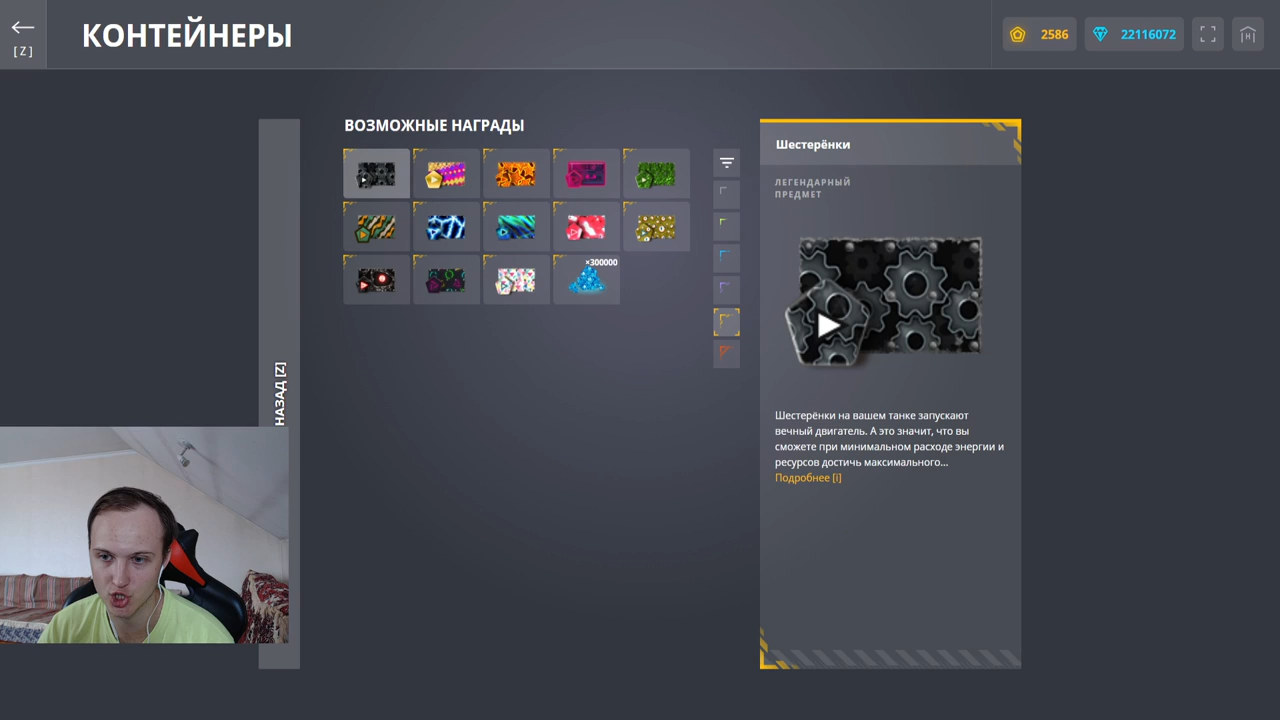 [Z]
КОНТЕЙНЕРЫ
2586
22116072
ВОЗМОЖНЫЕ НАГРАДЫ
×300000
НАЗАД [Z]
Шестерёнки
ЛЕГЕНДАРНЫЙ
ПРЕДМЕТ
Шестерёнки на вашем танке запускают
вечный двигатель. А это значит, что вы
сможете при минимальном расходе энергии и
ресурсов достичь максимального...
Подробнее [i]